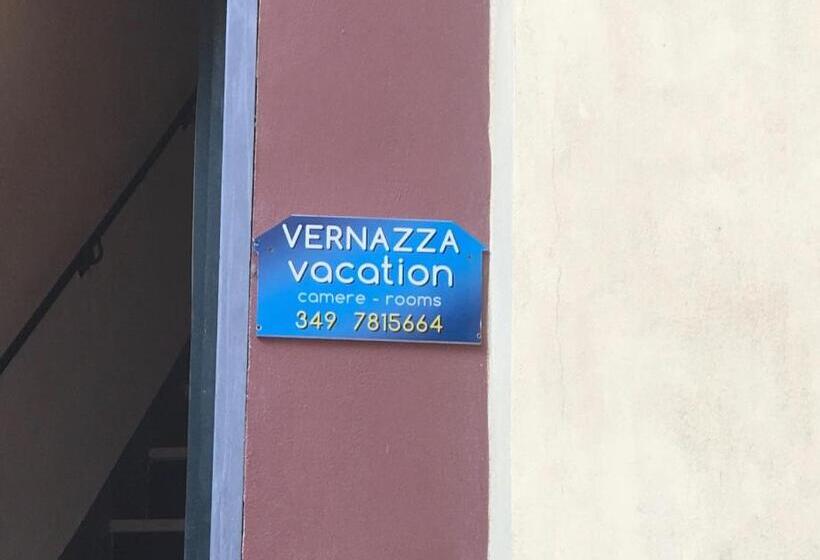 VERNAZZA
vacation
camere - rooms
349 7815664